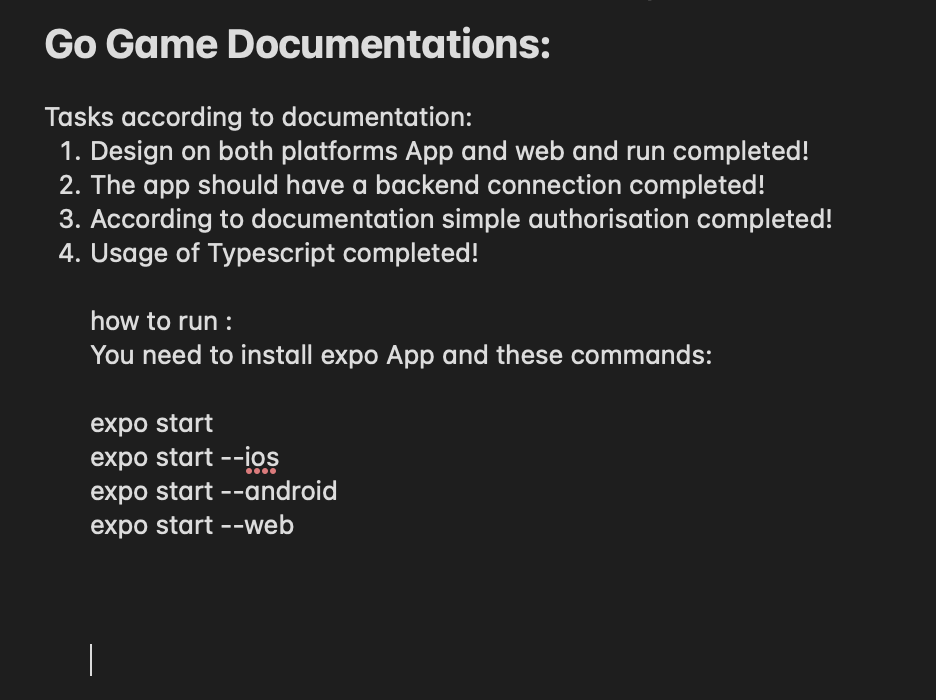 Go Game Documentations:
Tasks according to documentation:
1. Design on both platforms App and web and run completed!
2. The app should have a backend connection completed!
3. According to documentation simple authorisation completed!
4. Usage of Typescript completed!
how to run :
You need to install expo App and these commands:
expo start
expo start --ios
expo start --android
expo start --web